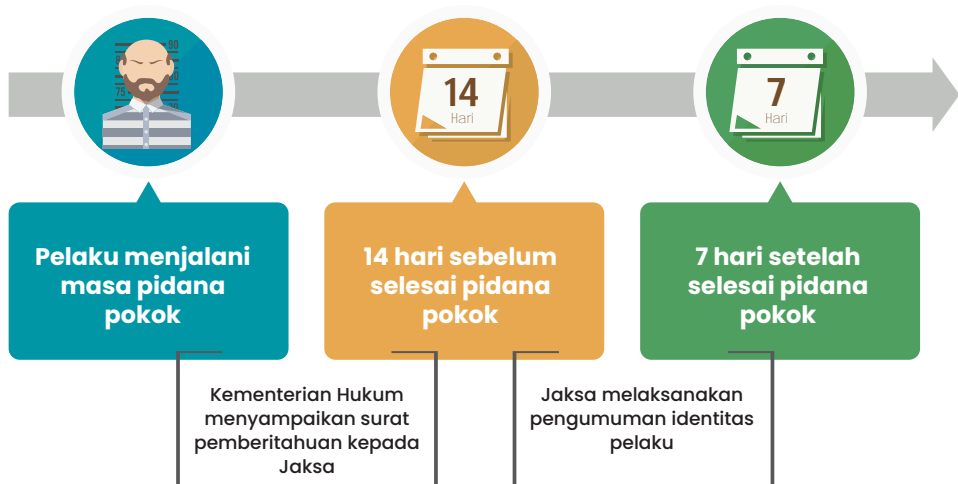 90
75
14
Hari
7
Hari
Pelaku menjalani
masa pidana
pokok
14 hari sebelum
selesai pidana
pokok
7 hari setelah
selesai pidana
pokok
Kementerian Hukum
menyampaikan surat
pemberitahuan kepada
Jaksa
Jaksa melaksanakan
pengumuman identitas
pelaku